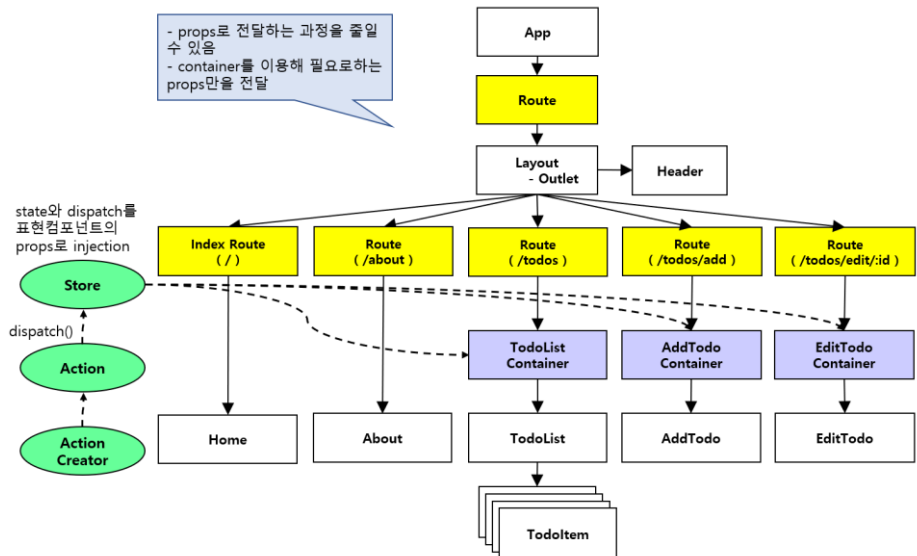 - props로 전달하는 과정을 줄일
수 있음
- container를 이용해 필요로하는
props만을 전달
App
Route
Layout
- Outlet
Header
state와 dispatch를
표현컴포넌트의
props로 injection
Index Route
( / )
Route
( /about )
Route
( /todos )
Route
( /todos/add )
Route
( /todos/edit/:id )
Store
dispatch()
Action
Action
Creator
TodoList
Container
AddTodo
Container
EditTodo
Container
Home
About
TodoList
AddTodo
EditTodo
TodoItem